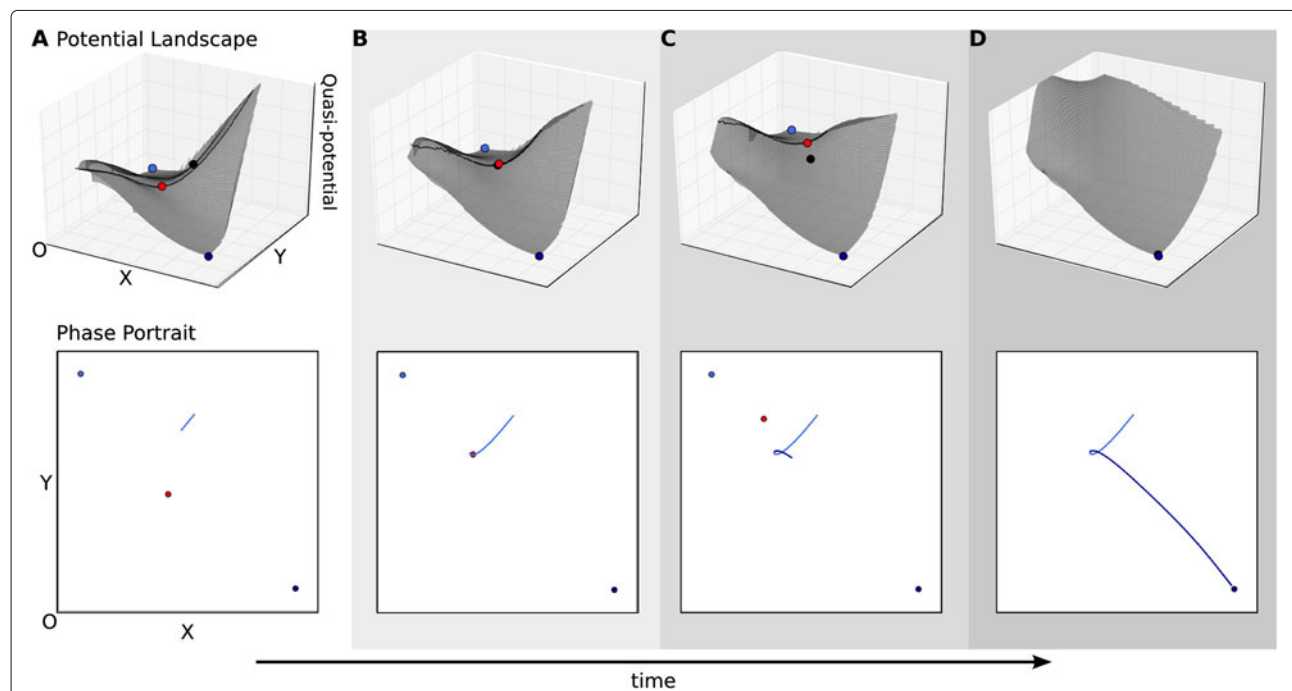 A Potential Landscape
B
C
D
Quasi-potential
O
X
Y
Phase Portrait
Y
O
X
time